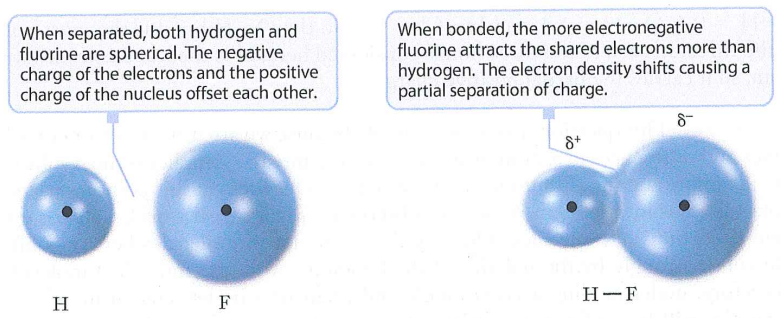 When separated, both hydrogen and
fluorine are spherical. The negative
charge of the electrons and the positive
charge of the nucleus offset each other.
When bonded, the more electronegative
fluorine attracts the shared electrons more than
hydrogen. The electron density shifts causing a
partial separation of charge.
δ+
δ−
H
F
H—F